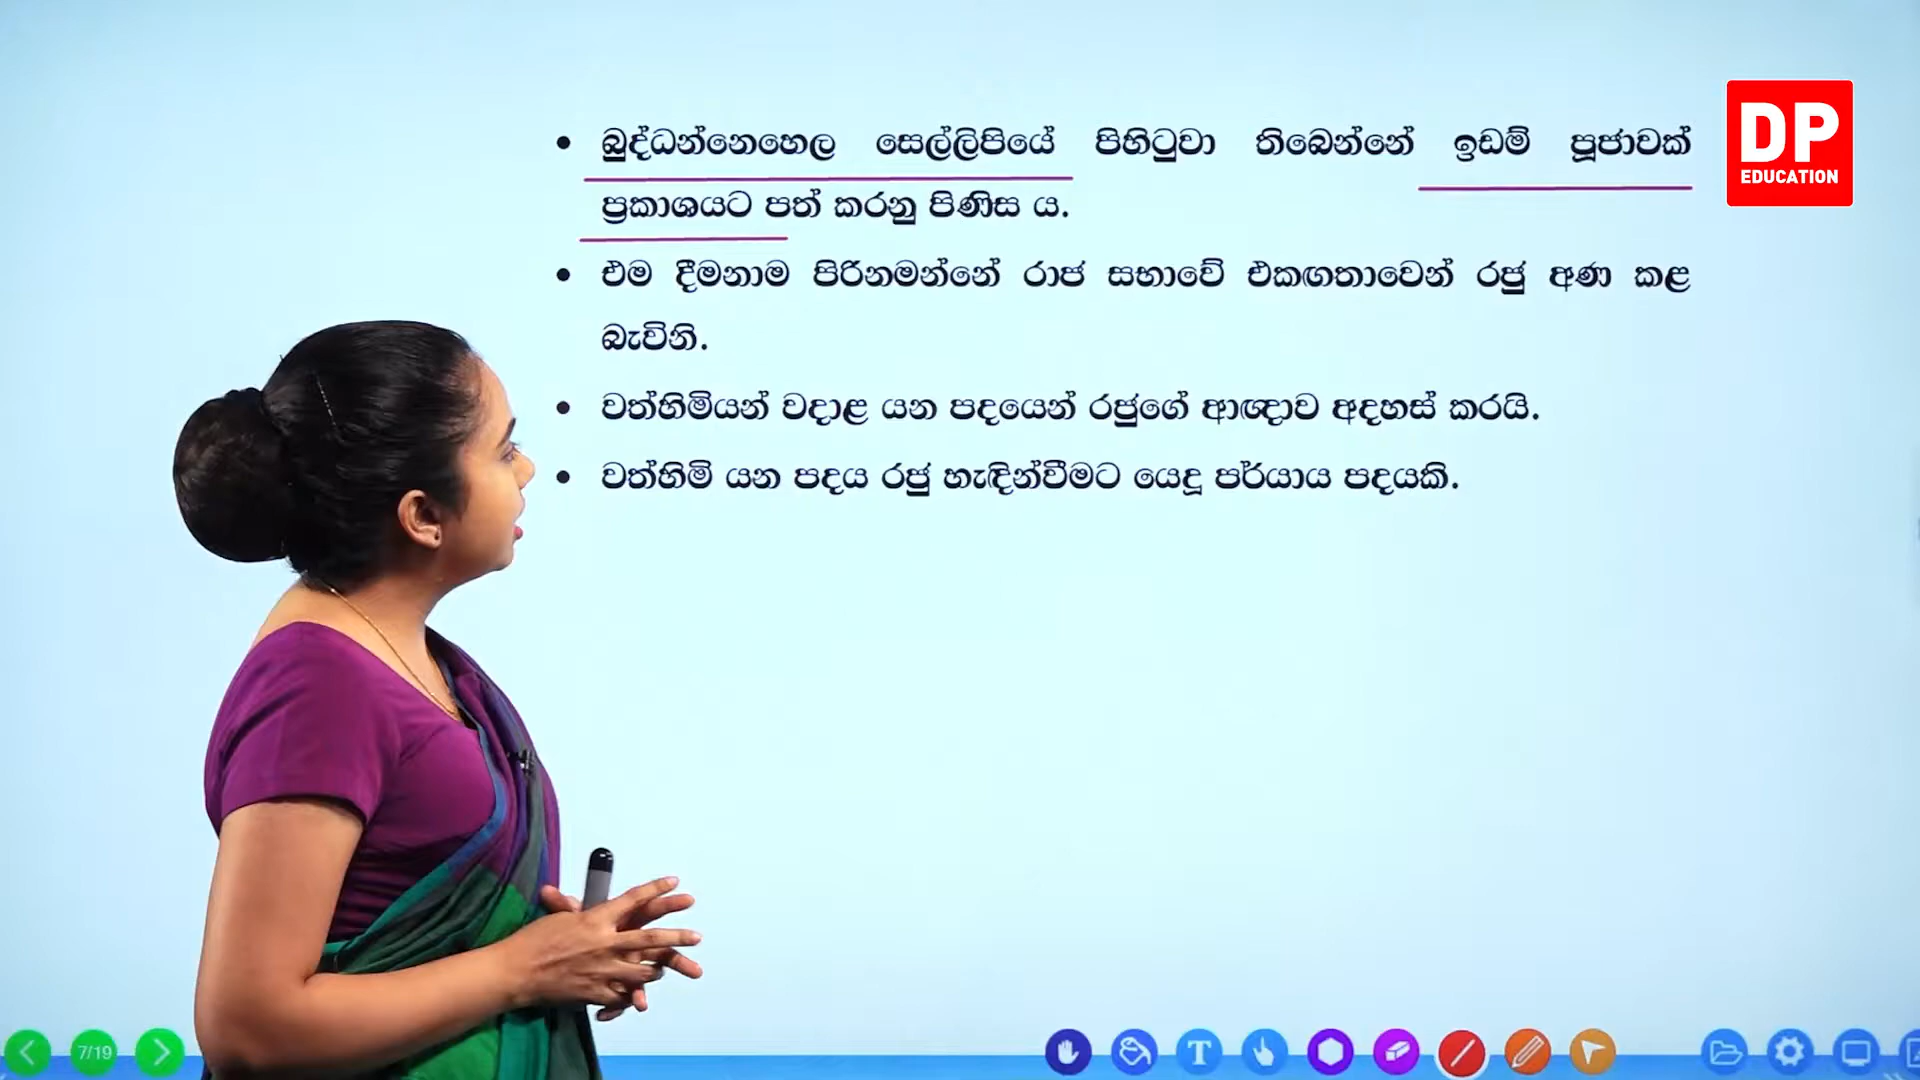 • බුද්ධන්නෙහෙල සෙල්ලිපියේ පිහිටුවා තිබෙන්නේ ඉඩම් පූජාවක්
ප්‍රකාශයට පත් කරනු පිණිස ය.
• එම දීමනාම පිරිනමන්නේ රාජ සභාවේ එකඟතාවෙන් රජු අණ කළ
බැවිනි.
• වත්හිමියන් වදාළ යන පදයෙන් රජුගේ ආඥාව අදහස් කරයි.
• වත්හිමි යන පදය රජු හැඳින්වීමට යෙදූ පර්යාය පදයකි.
DP
EDUCATION
7/19
T